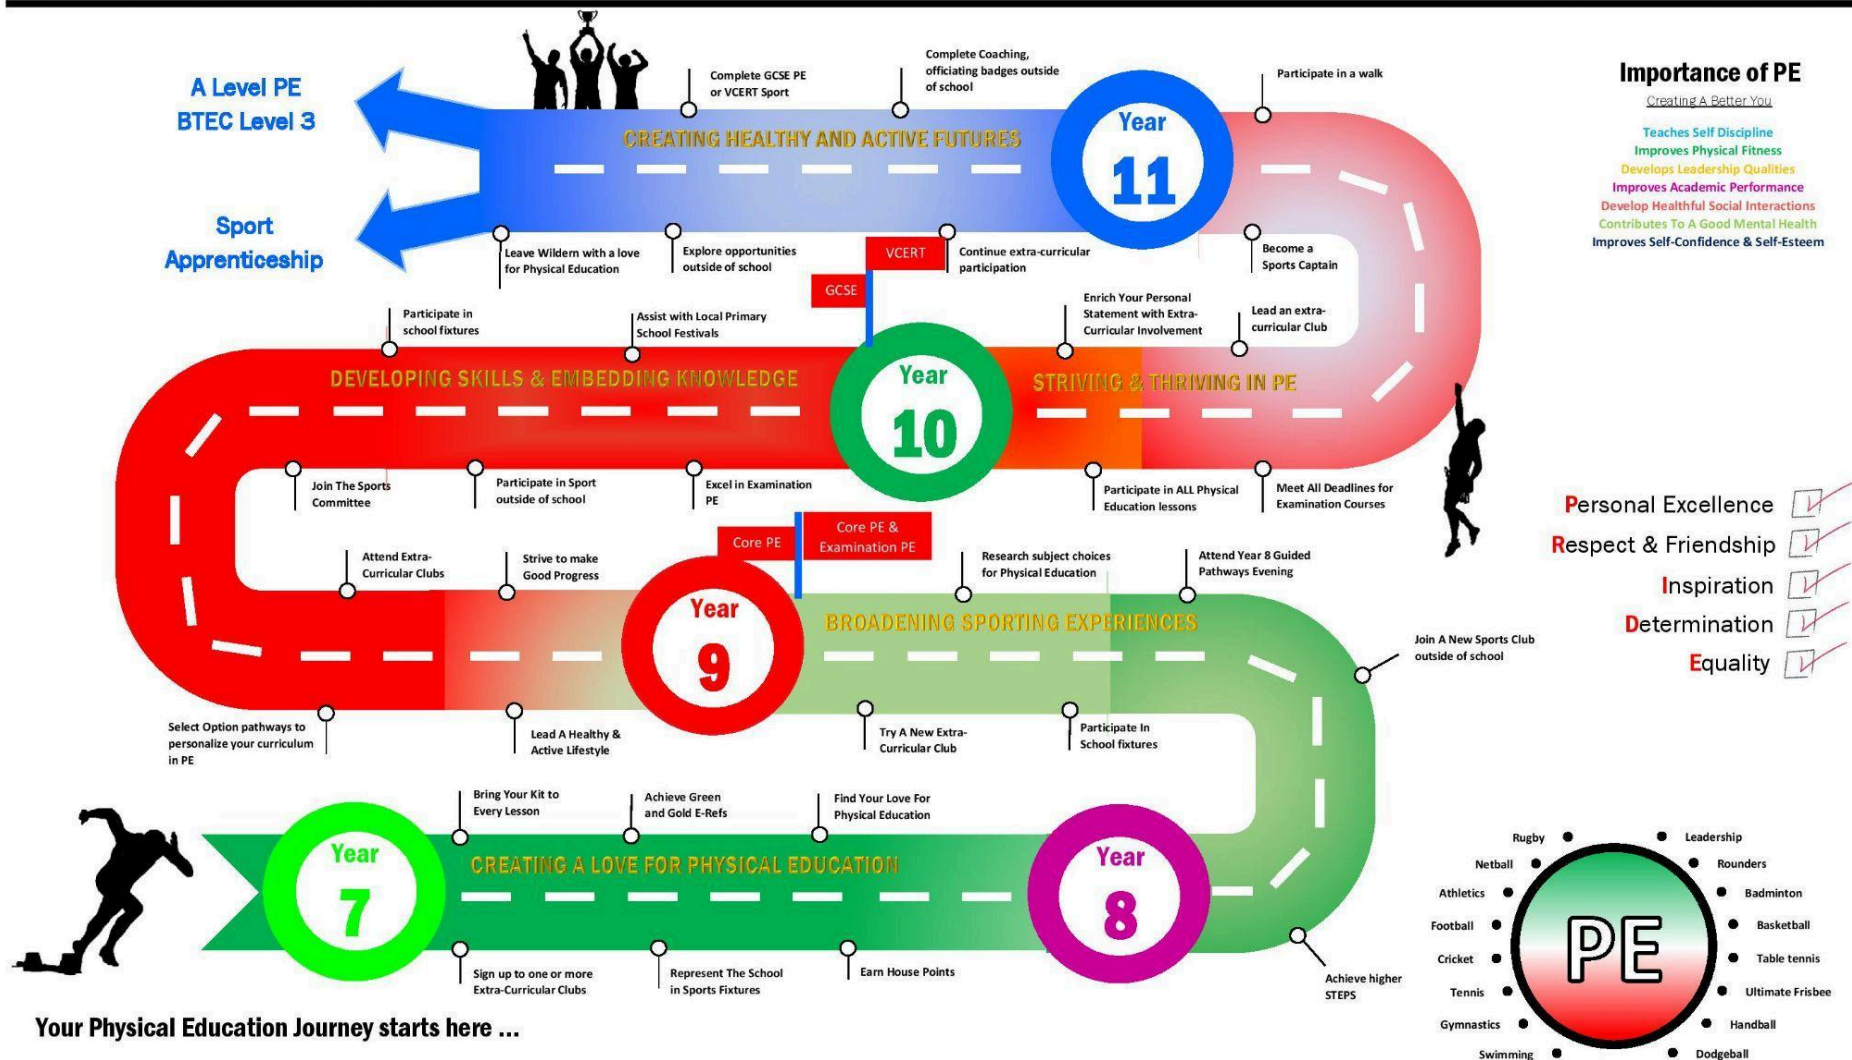 A Level PE
BTEC Level 3
Sport
Apprenticeship
Complete GCSE PE
or VCERT Sport
Complete Coaching,
officiating badges outside
of school
Participate in a walk
CREATING HEALTHY AND ACTIVE FUTURES
Year
11
Leave Wildern with a love
for Physical Education
Explore opportunities
outside of school
Continue extra-curricular
participation
Become a
Sports Captain
VCERT
GCSE
Participate in
school fixtures
Assist with Local Primary
School Festivals
Enrich Your Personal
Statement with Extra-
Curricular Involvement
Lead an extra-
curricular Club
DEVELOPING SKILLS & EMBEDDING KNOWLEDGE
Year
10
STRIVING & THRIVING IN PE
Join The Sports
Committee
Participate in Sport
outside of school
Excel in Examination
PE
Participate in ALL Physical
Education lessons
Meet All Deadlines for
Examination Courses
Core PE
Core PE &
Examination PE
Attend Extra-
Curricular Clubs
Strive to make
Good Progress
Research subject choices
for Physical Education
Attend Year 8 Guided
Pathways Evening
Year
9
BROADENING SPORTING EXPERIENCES
Join A New Sports Club
outside of school
Select Option pathways to
personalize your curriculum
in PE
Lead A Healthy &
Active Lifestyle
Try A New Extra-
Curricular Club
Participate In
School fixtures
Bring Your Kit to
Every Lesson
Achieve Green
and Gold E-Refs
Find Your Love For
Physical Education
Year
7
CREATING A LOVE FOR PHYSICAL EDUCATION
Year
8
Sign up to one or more
Extra-Curricular Clubs
Represent The School
in Sports Fixtures
Earn House Points
Achieve higher
STEPS
Your Physical Education Journey starts here ...
Importance of PE
Creating A Better You
Teaches Self Discipline
Improves Physical Fitness
Develops Leadership Qualities
Improves Academic Performance
Develop Healthful Social Interactions
Contributes To A Good Mental Health
Improves Self-Confidence & Self-Esteem
Personal Excellence
Respect & Friendship
Inspiration
Determination
Equality
Rugby
Netball
Athletics
Football
Cricket
Tennis
Gymnastics
Swimming
PE
Leadership
Rounders
Badminton
Basketball
Table tennis
Ultimate Frisbee
Handball
Dodgeball